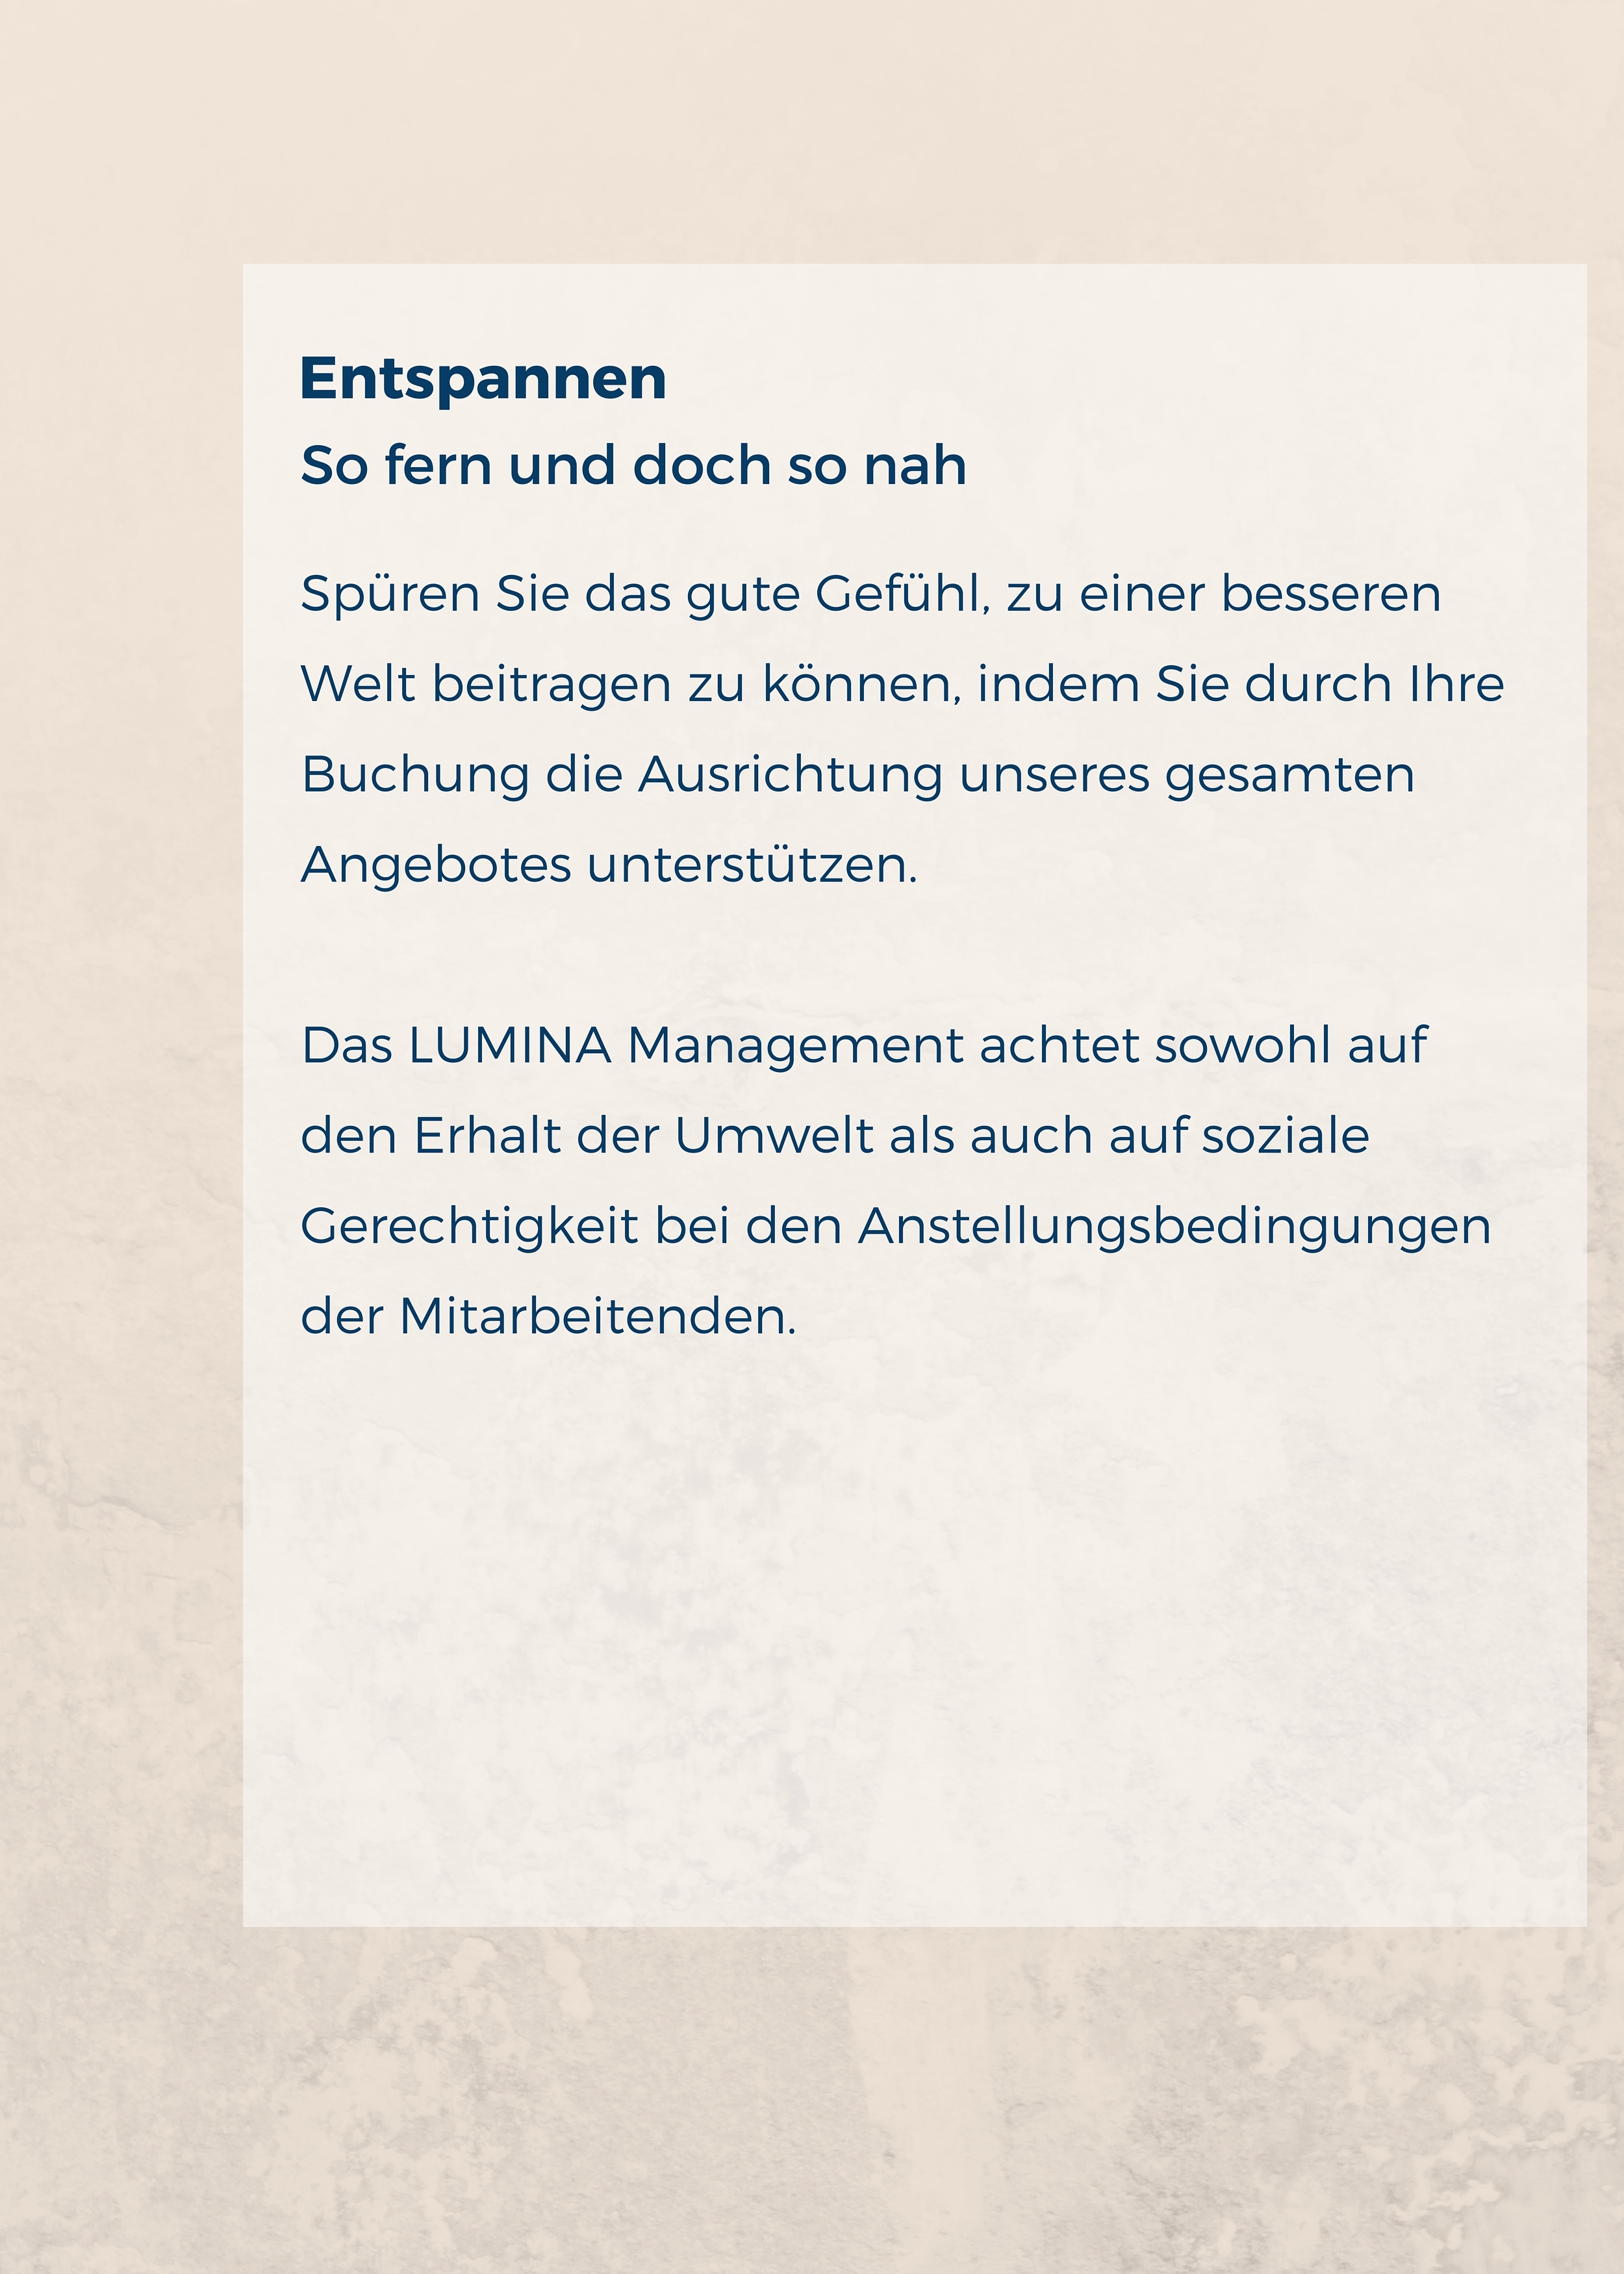 Entspannen
So fern und doch so nah
Spüren Sie das gute Gefühl, zu einer besseren
Welt beitragen zu können, indem Sie durch Ihre
Buchung die Ausrichtung unseres gesamten
Angebotes unterstützen.
Das LUMINA Management achtet sowohl auf
den Erhalt der Umwelt als auch auf soziale
Gerechtigkeit bei den Anstellungsbedingungen
der Mitarbeitenden.